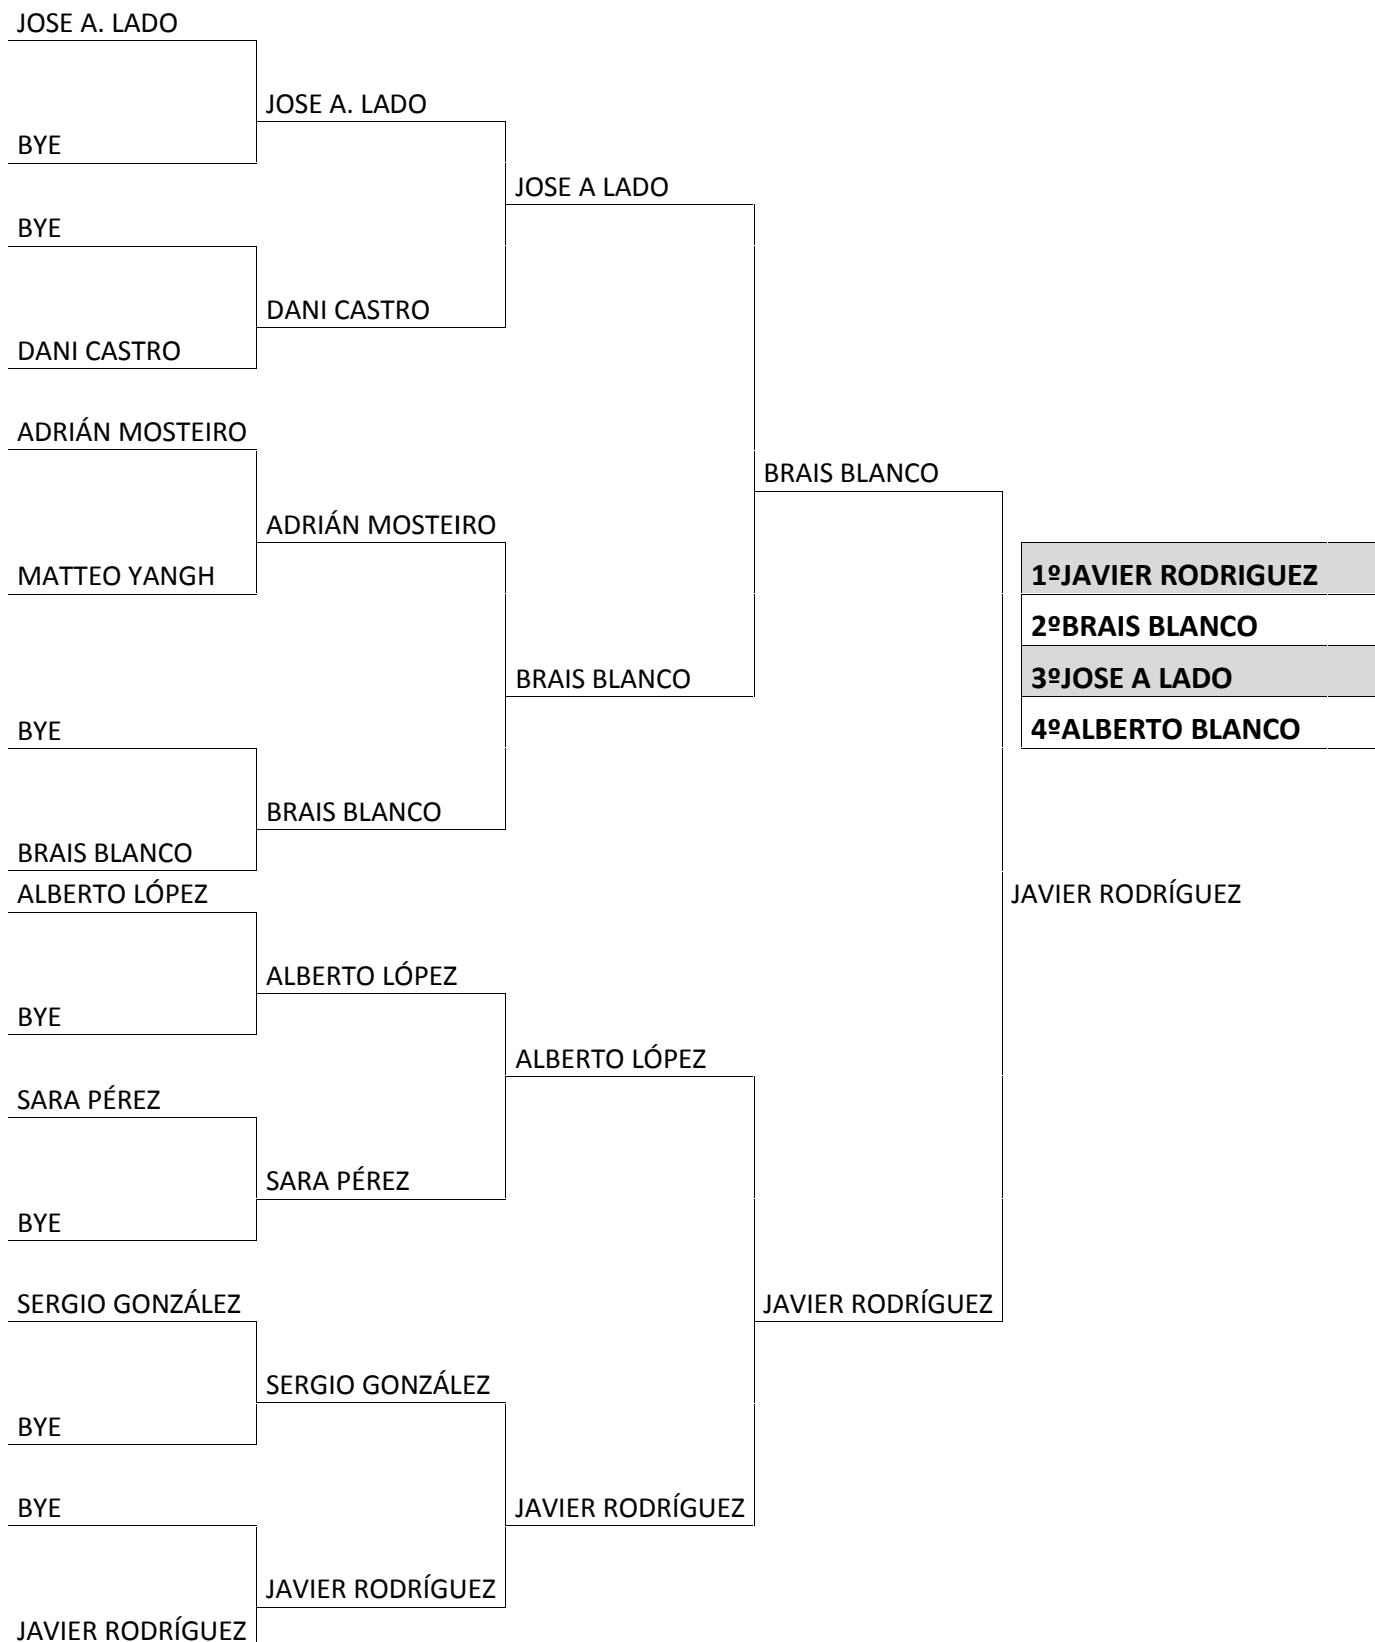 JOSE A. LADO
JOSE A. LADO
BYE
JOSE A LADO
BYE
DANI CASTRO
DANI CASTRO
ADRIÁN MOSTEIRO
BRAIS BLANCO
ADRIÁN MOSTEIRO
MATTEO YANGH
1ºJAVIER RODRIGUEZ
2ºBRAIS BLANCO
BRAIS BLANCO
3ºJOSE A LADO
BYE
4ºALBERTO BLANCO
BRAIS BLANCO
BRAIS BLANCO
ALBERTO LÓPEZ
JAVIER RODRÍGUEZ
ALBERTO LÓPEZ
BYE
ALBERTO LÓPEZ
SARA PÉREZ
SARA PÉREZ
BYE
SERGIO GONZÁLEZ
JAVIER RODRÍGUEZ
SERGIO GONZÁLEZ
BYE
BYE
JAVIER RODRÍGUEZ
JAVIER RODRÍGUEZ
JAVIER RODRÍGUEZ